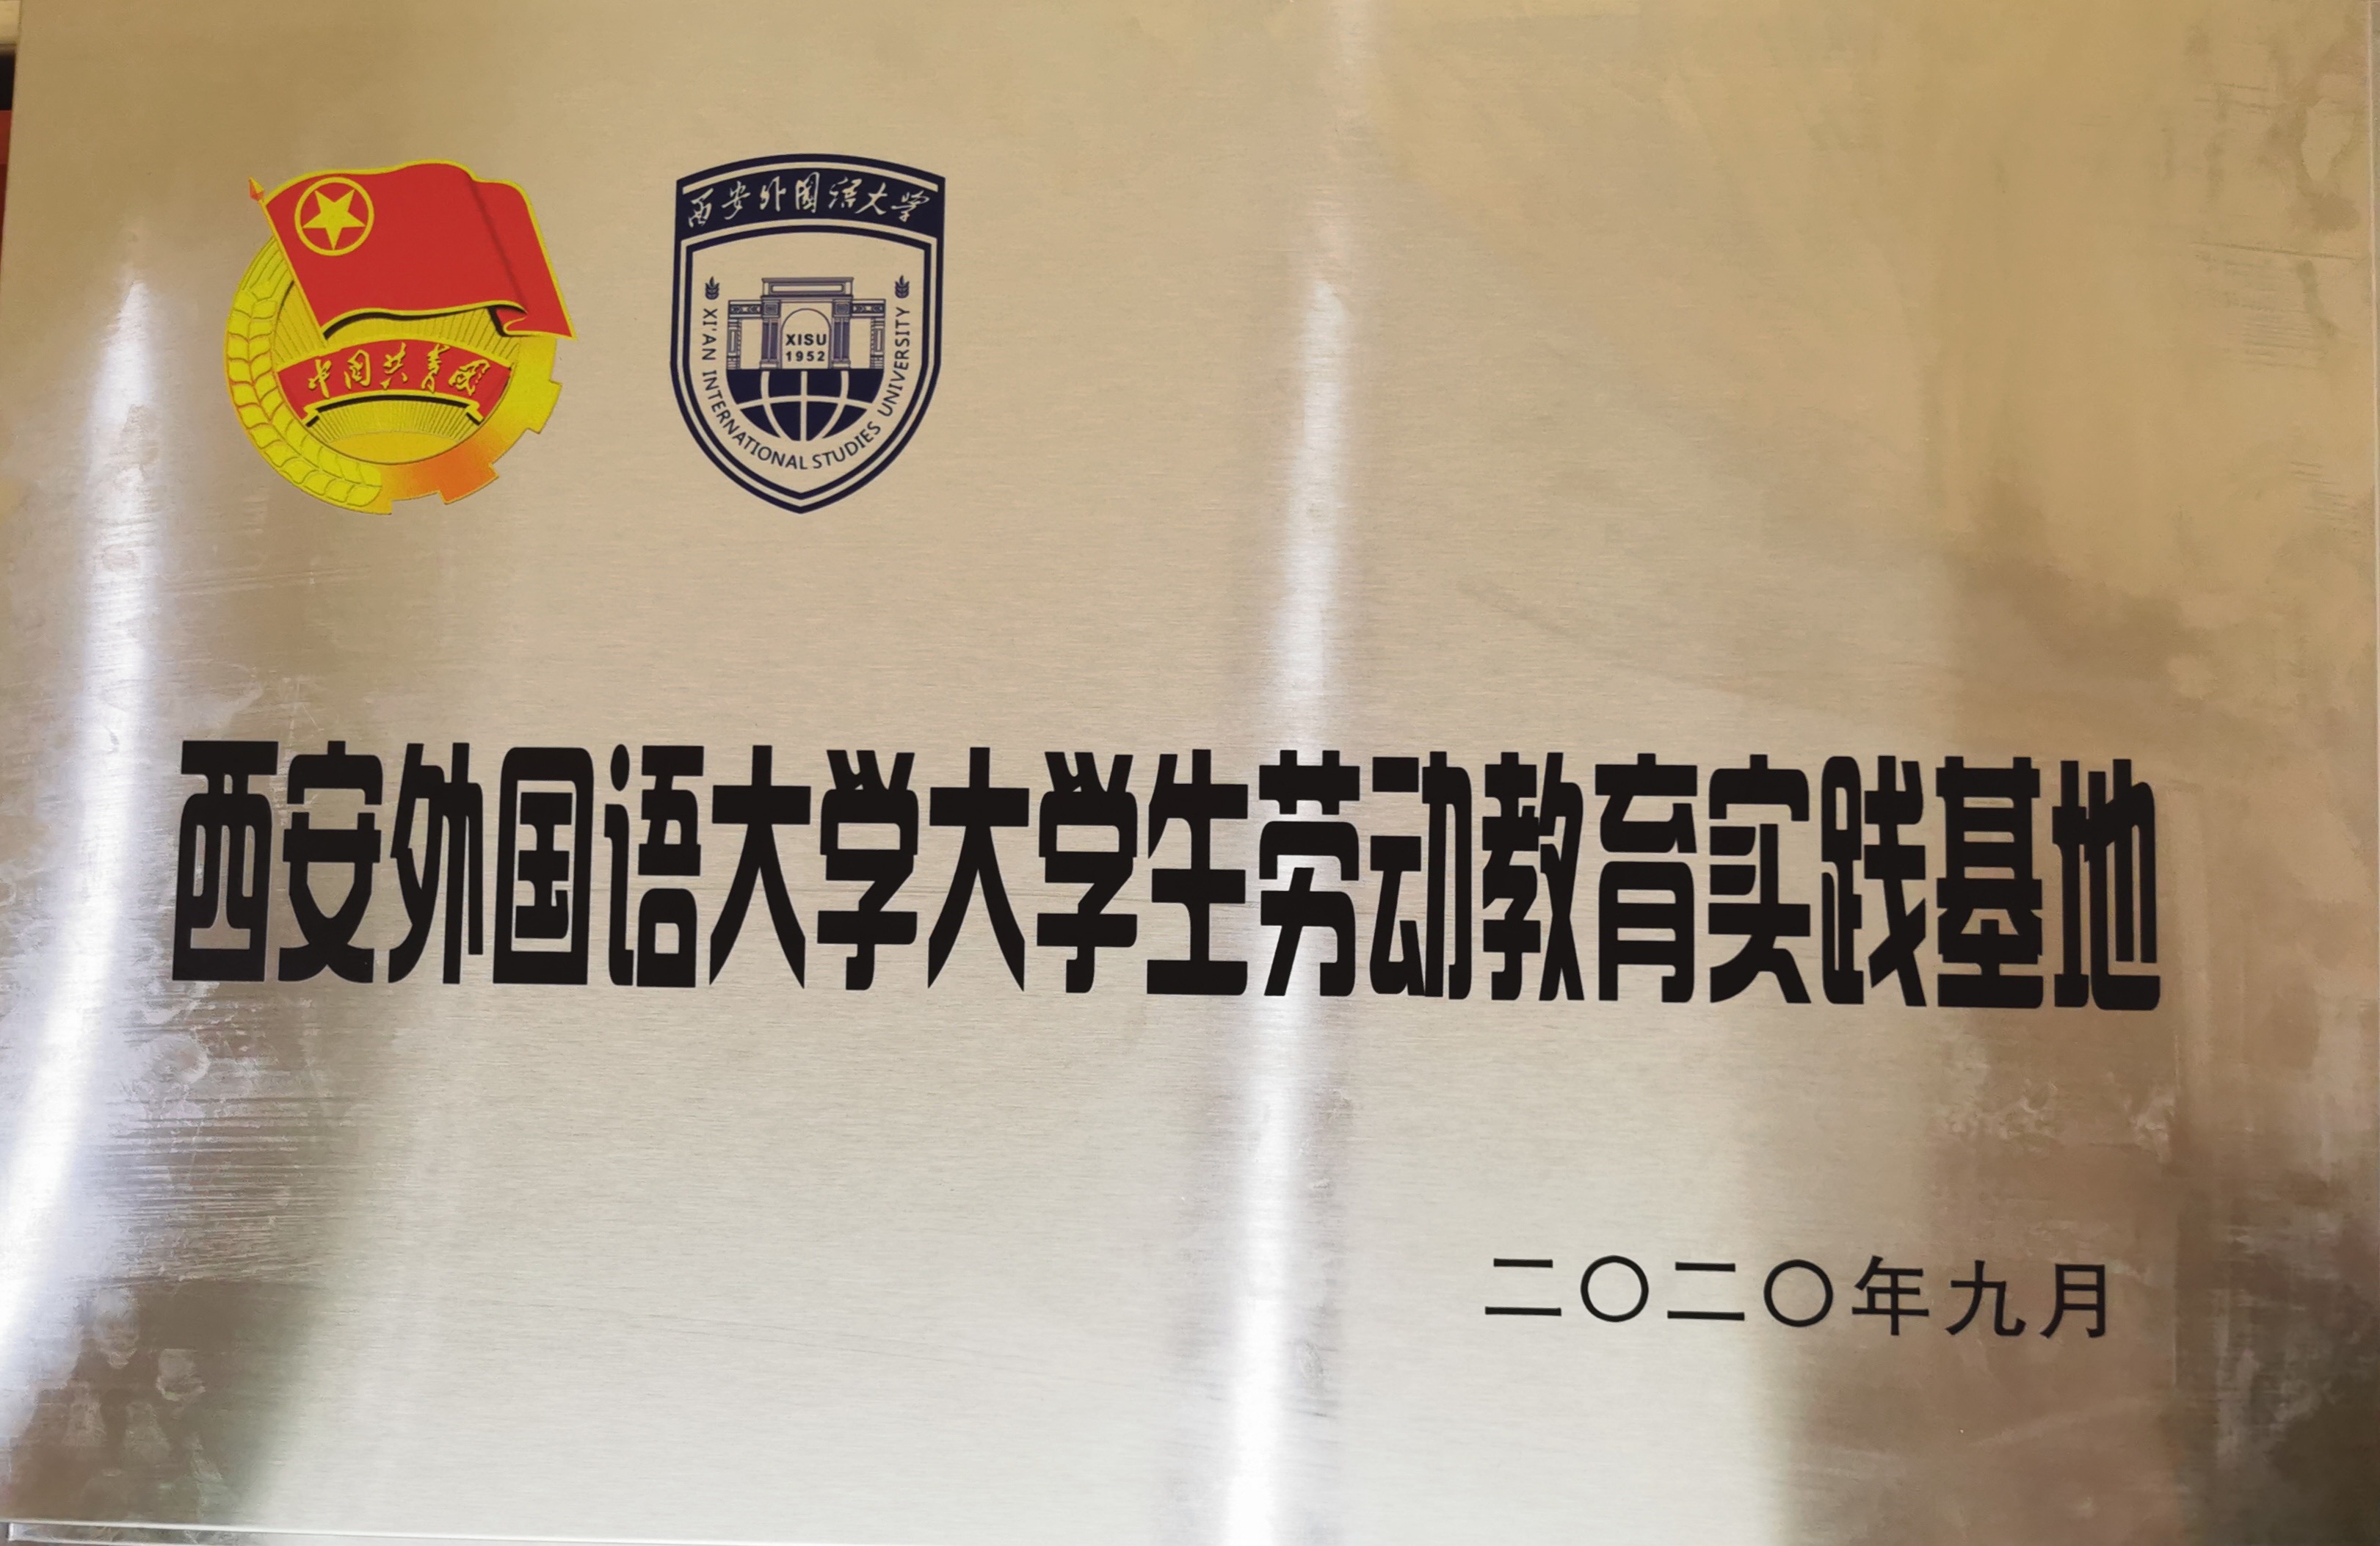 中国共青团
西安外国语大学
XISU
1952
XI'AN INTERNATIONAL STUDIES UNIVERSITY
西安外国语大学大学生劳动教育实践基地
二〇二〇年九月